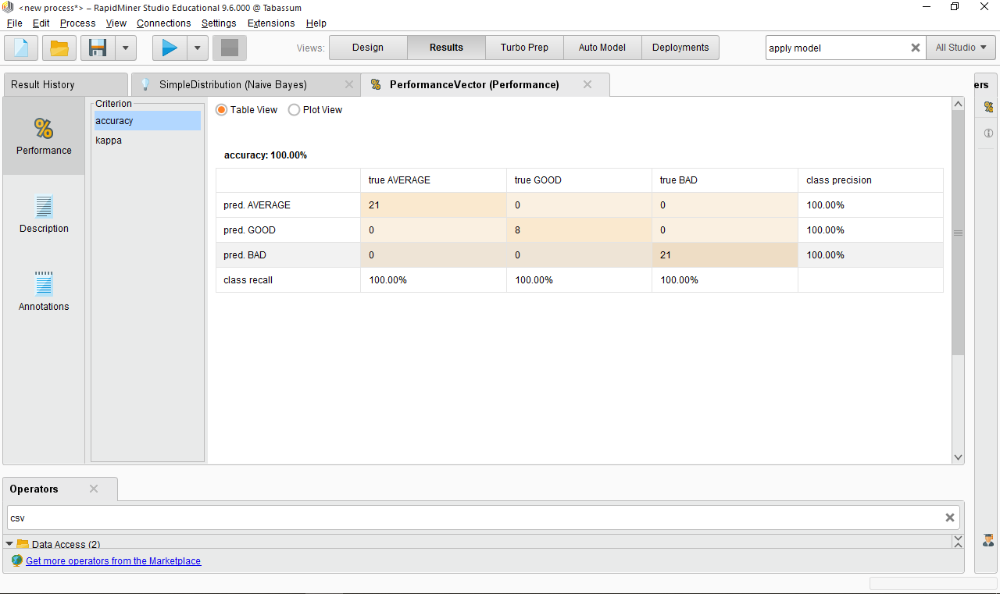 <new process*> – RapidMiner Studio Educational 9.6.000 @ Tabassum
File Edit Process View Connections Settings Extensions Help
Views: Design Results Turbo Prep Auto Model Deployments apply model All Studio
Result History SimpleDistribution (Naive Bayes) % PerformanceVector (Performance) ers
Criterion
accuracy
kappa
%
Performance
Description
Annotations
Table View Plot View
accuracy: 100.00%
true AVERAGE true GOOD true BAD class precision
pred. AVERAGE 21 0 0 100.00%
pred. GOOD 0 8 0 100.00%
pred. BAD 0 0 21 100.00%
class recall 100.00% 100.00% 100.00%
%
Operators
csv
Data Access (2)
Get more operators from the Marketplace